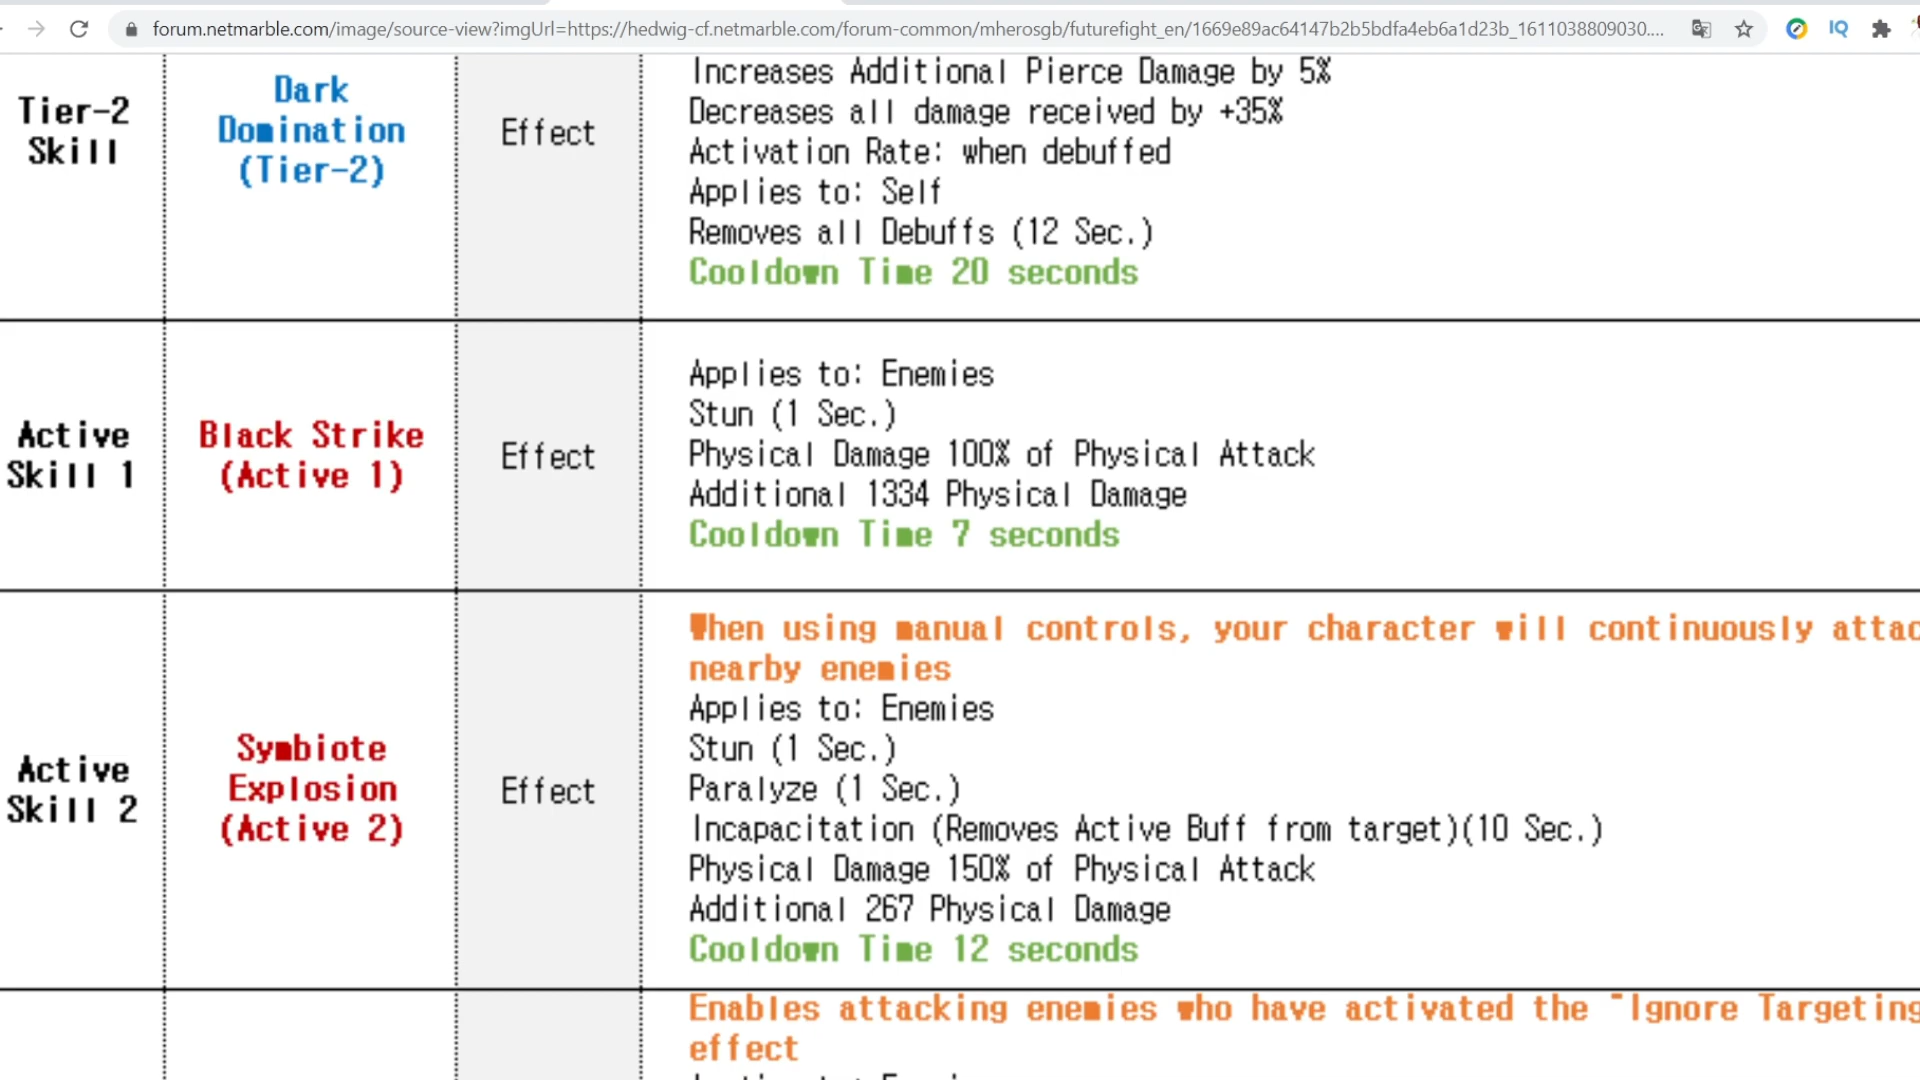 forum.netmarble.com/image/source-view?imgUrl=https://hedwig-cf.netmarble.com/forum-common/mherosgb/futurefight_en/1669e89ac64147b2b5bdfa4eb6a1d23b_1611038809030....
IQ
Tier-2
Skill
Dark
Domination
(Tier-2)
Effect
Increases Additional Pierce Damage by 5%
Decreases all damage received by +35%
Activation Rate: when debuffed
Applies to: Self
Removes all Debuffs (12 Sec.)
Cooldown Time 20 seconds
Active
Skill 1
Black Strike
(Active 1)
Effect
Applies to: Enemies
Stun (1 Sec.)
Physical Damage 100% of Physical Attack
Additional 1334 Physical Damage
Cooldown Time 7 seconds
Active
Skill 2
Symbiote
Explosion
(Active 2)
Effect
When using manual controls, your character will continuously attac
nearby enemies
Applies to: Enemies
Stun (1 Sec.)
Paralyze (1 Sec.)
Incapacitation (Removes Active Buff from target)(10 Sec.)
Physical Damage 150% of Physical Attack
Additional 267 Physical Damage
Cooldown Time 12 seconds
Enables attacking enemies who have activated the "Ignore Targeting
effect